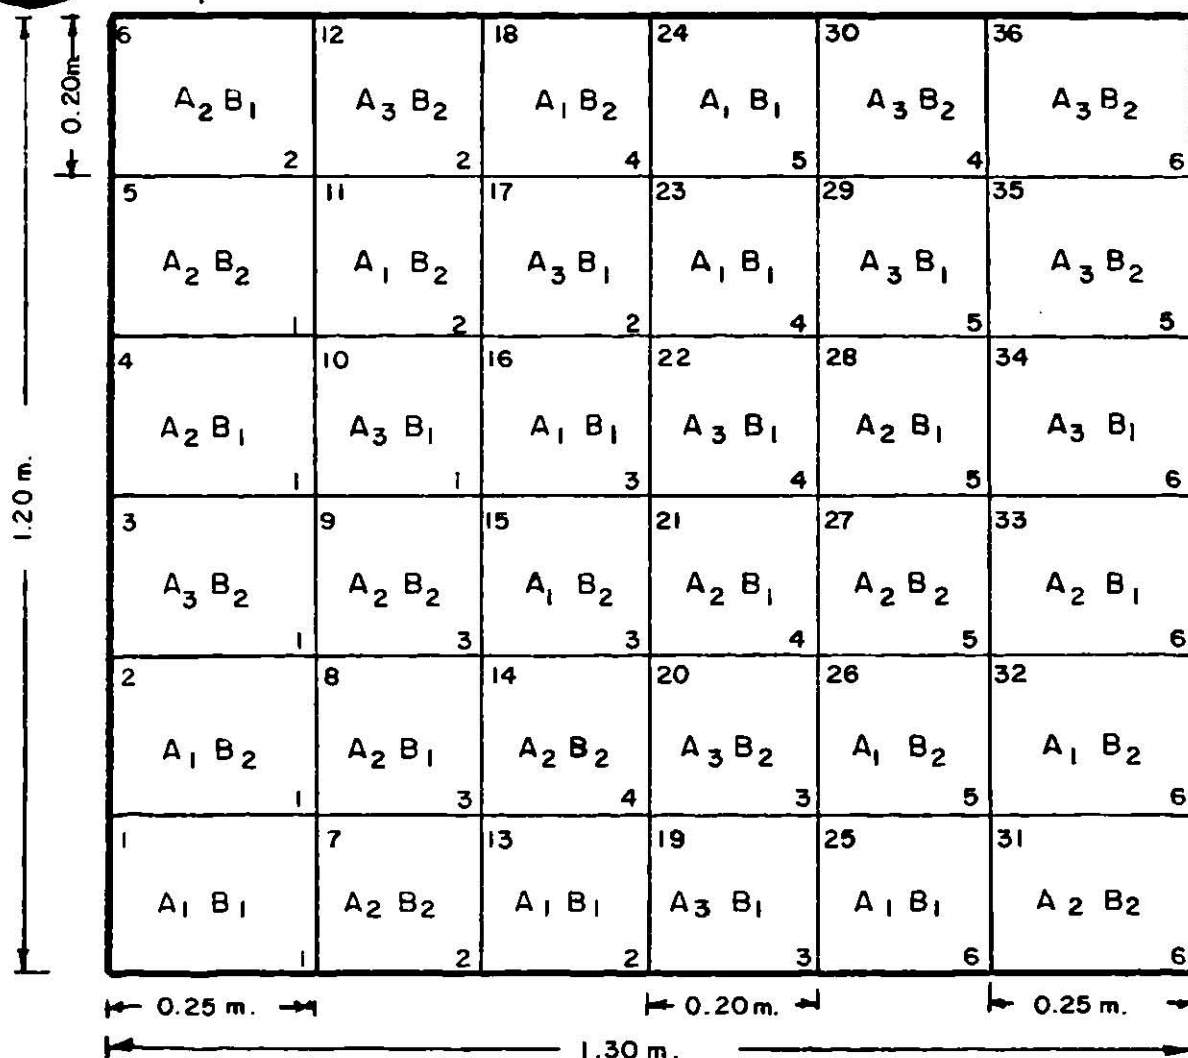 6 12 18 24 30 36
0.20m
A₂ B₁ A₃ B₂ A₁ B₂ A₁ B₁ A₃ B₂ A₃ B₂
2 2 4 5 4 6
5 11 17 23 29 35
A₂ B₂ A₁ B₂ A₃ B₁ A₁ B₁ A₃ B₁ A₃ B₂
1 2 2 4 5 5
4 10 16 22 28 34
A₂ B₁ A₃ B₁ A₁ B₁ A₃ B₁ A₂ B₁ A₃ B₁
1 1 3 4 5 6
1.20 m.
3 9 15 21 27 33
A₃ B₂ A₂ B₂ A₁ B₂ A₂ B₁ A₂ B₂ A₂ B₁
1 3 3 4 5 6
2 8 14 20 26 32
A₁ B₂ A₂ B₁ A₂ B₂ A₃ B₂ A₁ B₂ A₁ B₂
1 3 4 3 5 6
1 7 13 19 25 31
A₁ B₁ A₂ B₂ A₁ B₁ A₃ B₁ A₁ B₁ A₂ B₂
1 2 2 3 6 6
0.25 m. 0.20 m. 0.25 m.
1.30 m.